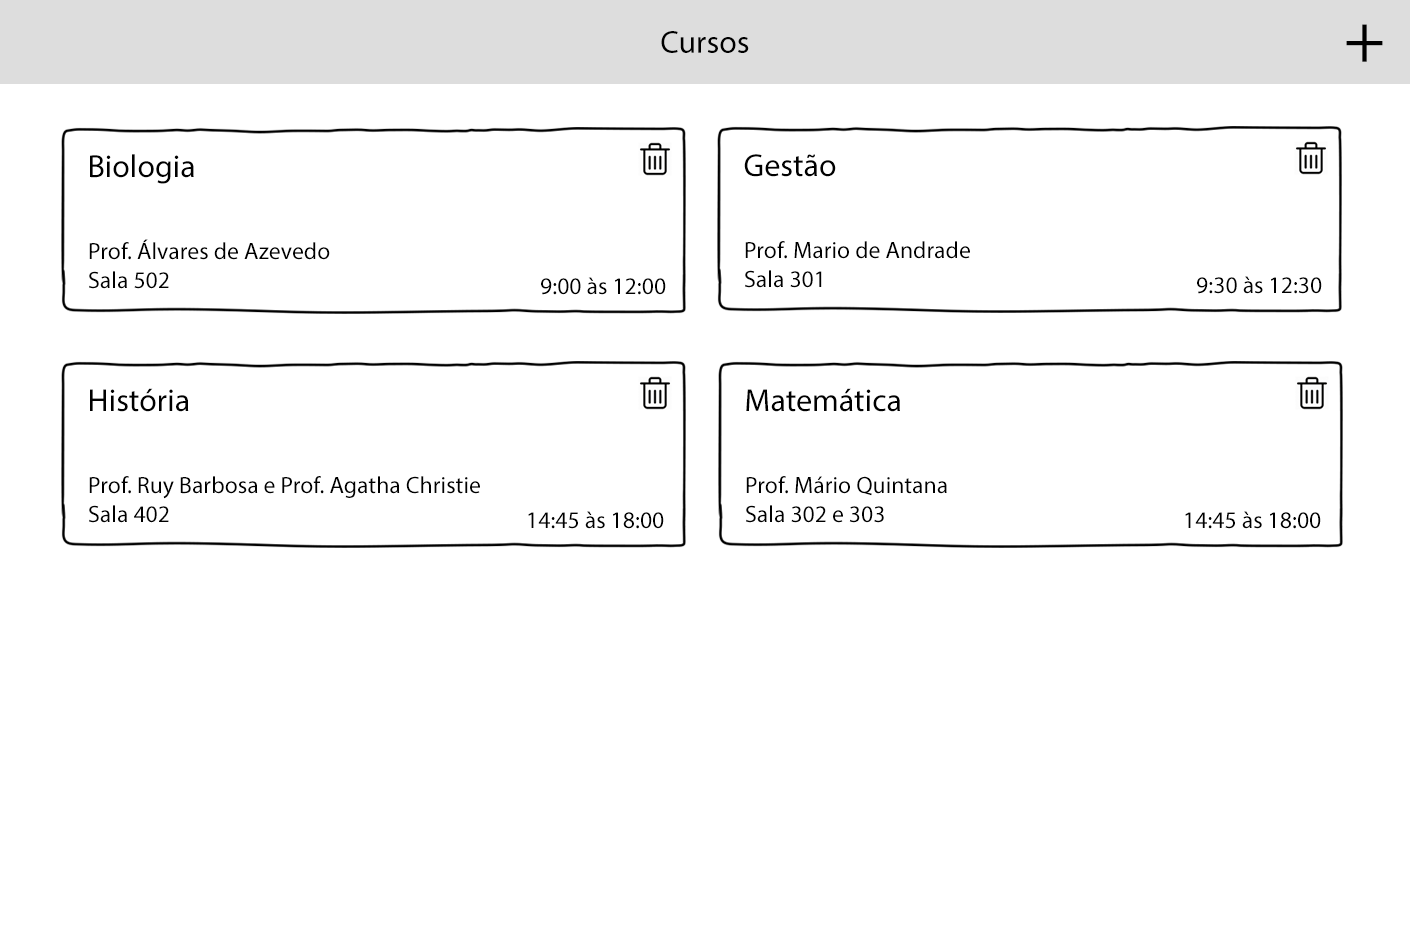 Cursos
Biologia
Prof. Álvares de Azevedo
Sala 502
9:00 às 12:00
Gestão
Prof. Mario de Andrade
Sala 301
9:30 às 12:30
História
Prof. Ruy Barbosa e Prof. Agatha Christie
Sala 402
14:45 às 18:00
Matemática
Prof. Mário Quintana
Sala 302 e 303
14:45 às 18:00